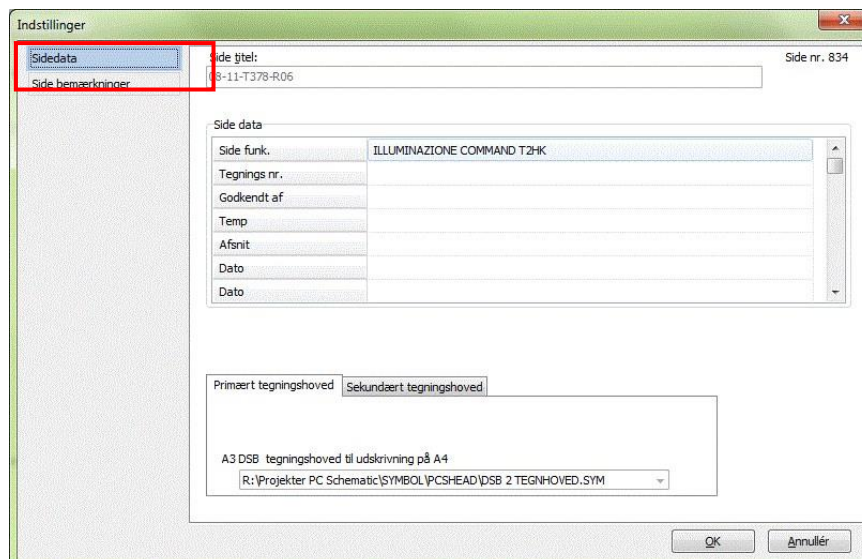 Indstillinger
Sidedata
Side bemærkninger
Side titel:
Side nr. 834
08-11-T378-R06
Side data
Side funk.
ILLUMINAZIONE COMMAND T2HK
Tegnings nr.
Godkendt af
Temp
Afsnit
Dato
Dato
Primært tegningshoved
Sekundært tegningshoved
A3 DSB tegningshoved til udskrivning på A4
R:\Projekter PC Schematic\SYMBOL\PCSHEAD\DSB 2 TEGNHOVED.SYM
OK
Annullér